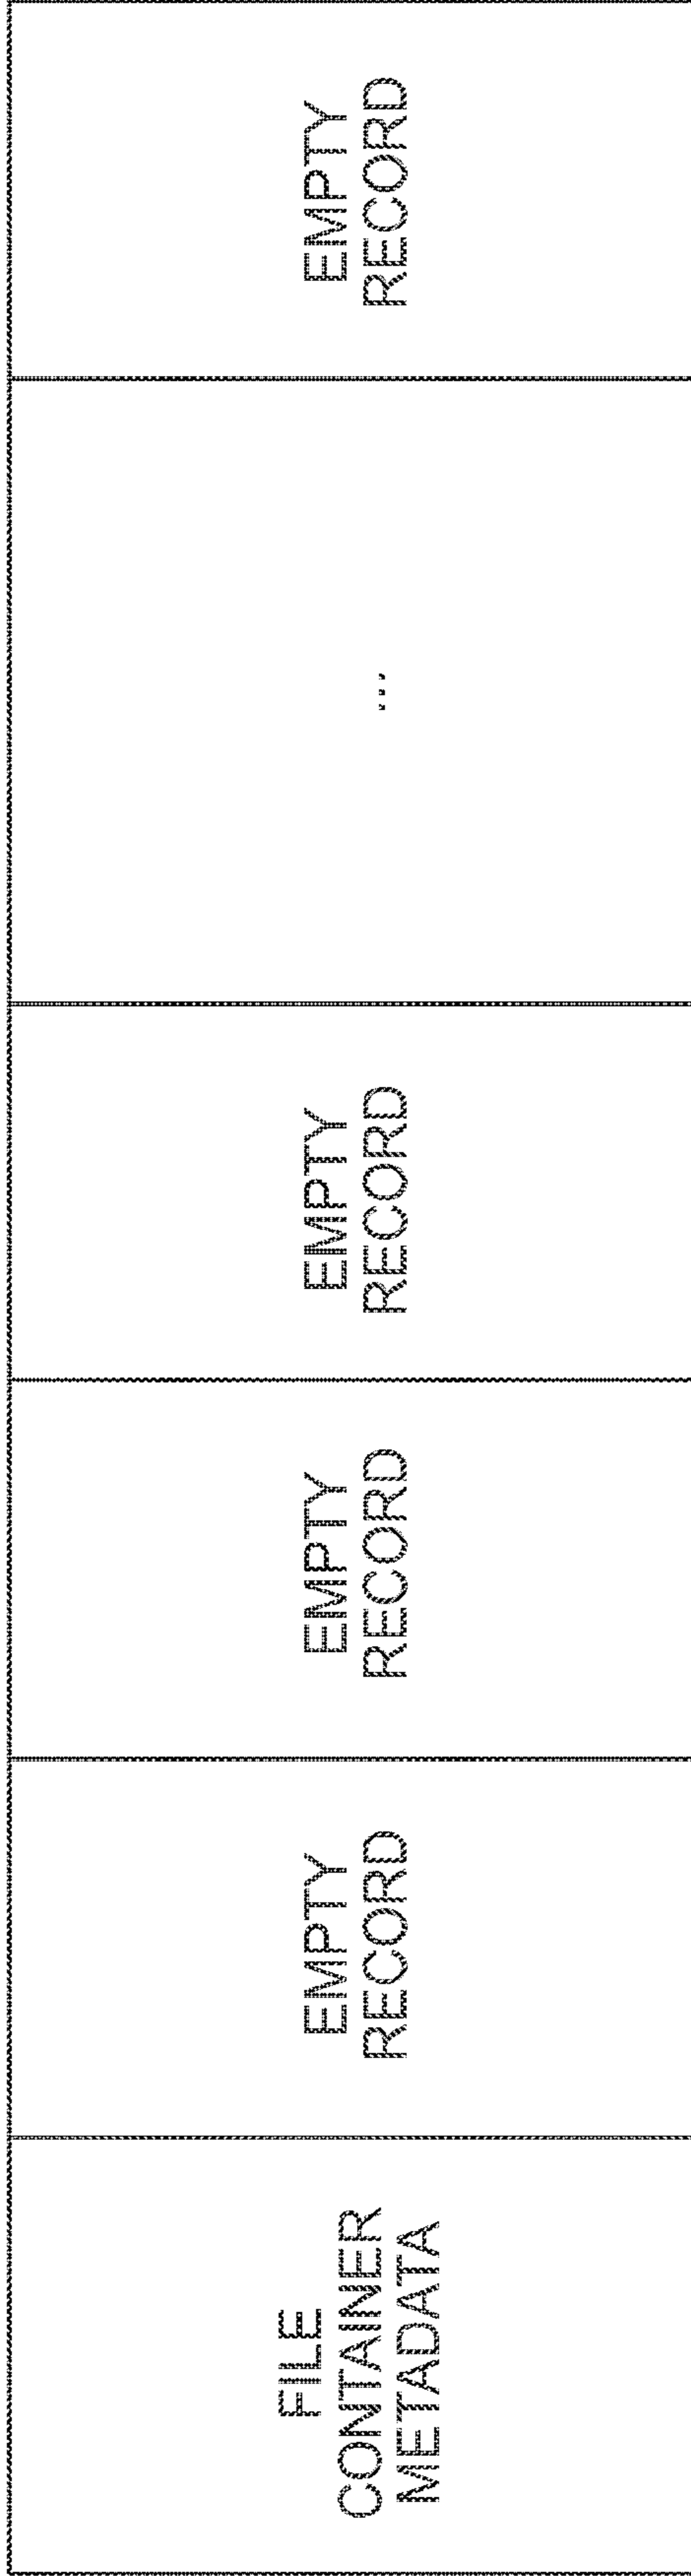 FILE
CONTAINER
METADATA
EMPTY
RECORD
EMPTY
RECORD
EMPTY
RECORD
...
EMPTY
RECORD